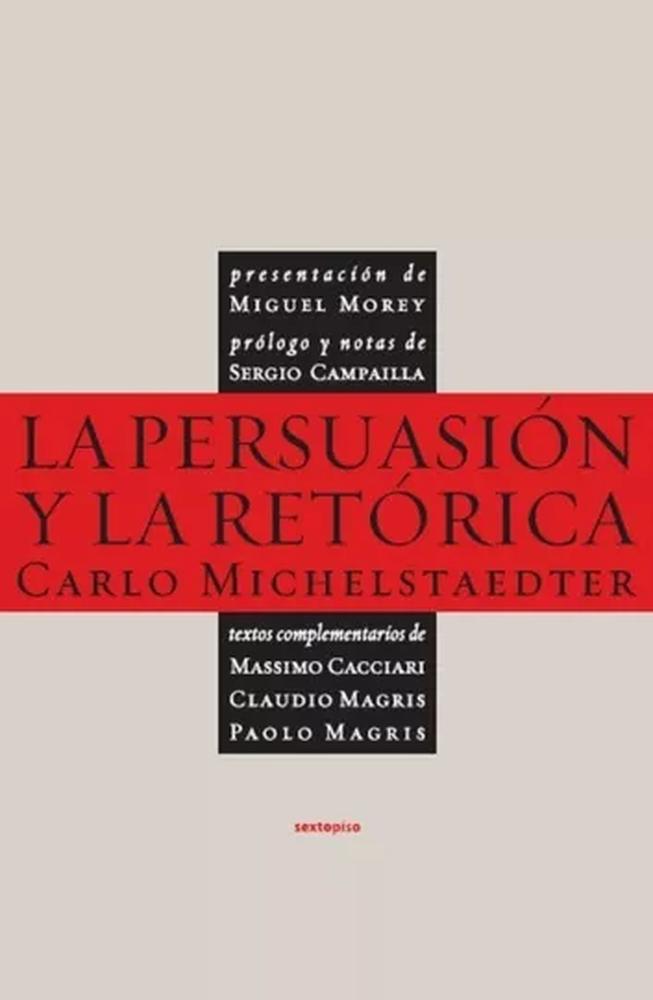 presentación de
MIGUEL MOREY
prólogo y notas de
SERGIO CAMPAILLA
LA PERSUASIÓN
Y LA RETÓRICA
CARLO MICHELSTAEDTER
textos complementarios de
MASSIMO CACCIARI
CLAUDIO MAGRIS
PAOLO MAGRIS
sextopiso